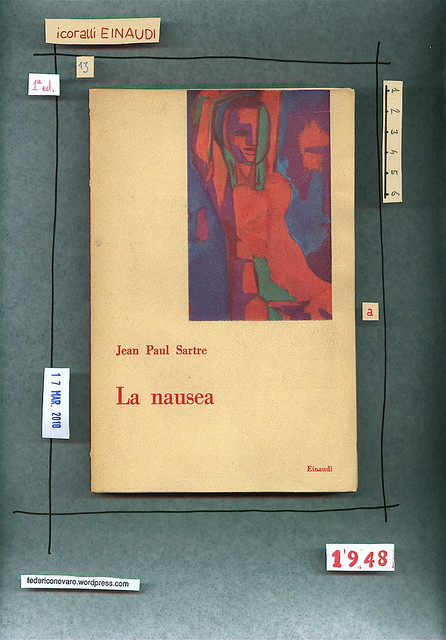 icoralli EINAUDI
13
1ª ed.
1 2 3 4 5 6
a
Jean Paul Sartre
La nausea
17 MAR. 2010
Einaudi
1948
federiconovaro.wordpress.com